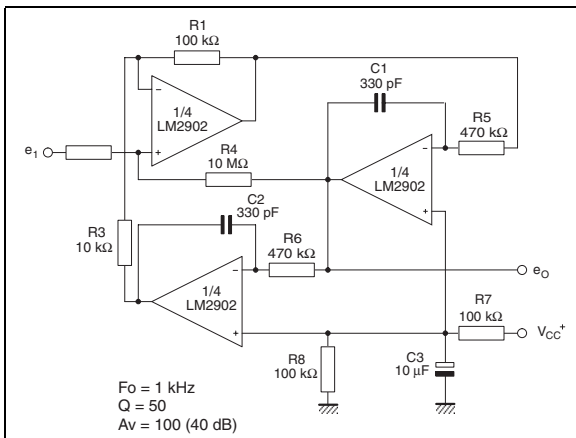 R1
100 kΩ
C1
330 pF
−
1/4
LM2902
+
e1
R5
470 kΩ
−
1/4
LM2902
+
R4
10 MΩ
C2
330 pF
R3
10 kΩ
R6
470 kΩ
−
1/4
LM2902
+
eO
R7
100 kΩ
VCC+
R8
100 kΩ
C3
10 µF
Fo = 1 kHz
Q = 50
Av = 100 (40 dB)